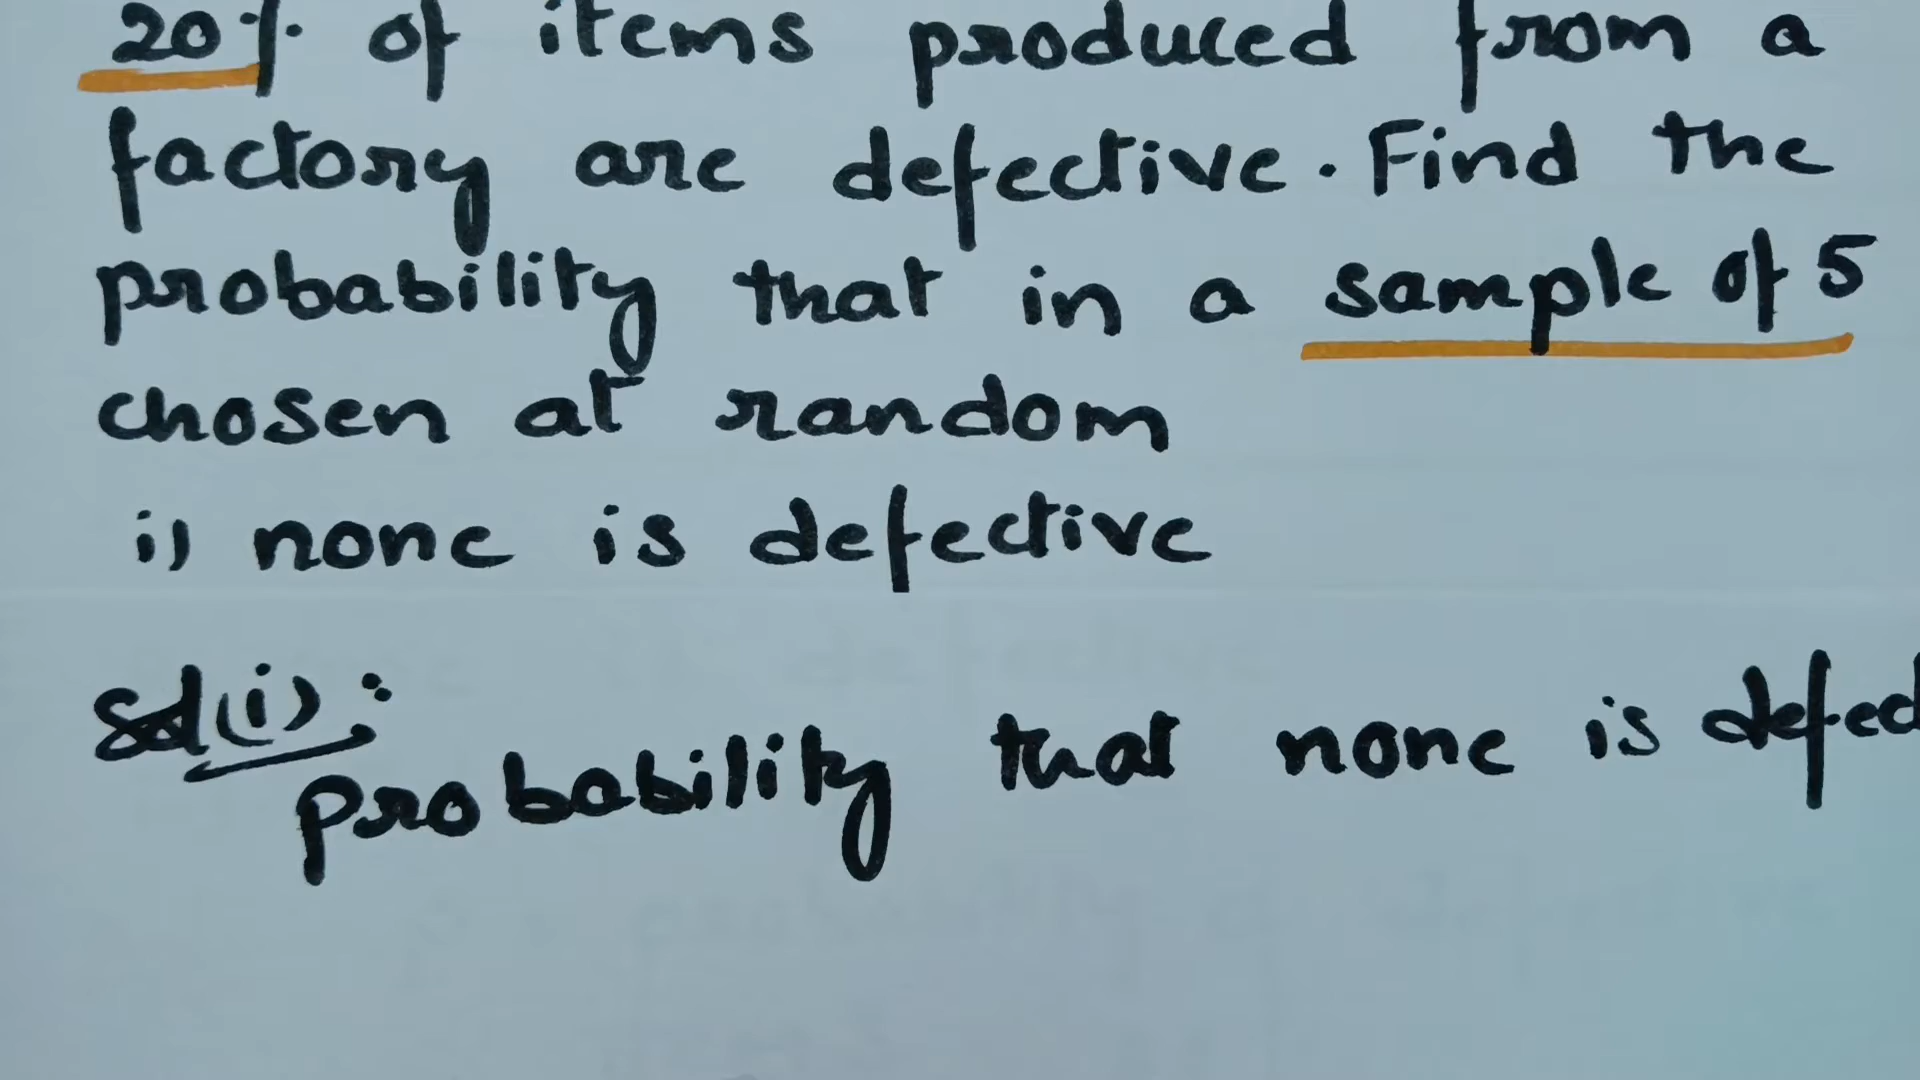 20% of items produced from a
factory are defective. Find the
probability that in a sample of 5
chosen at random
i) none is defective
Sol(i):
probability that none is defec